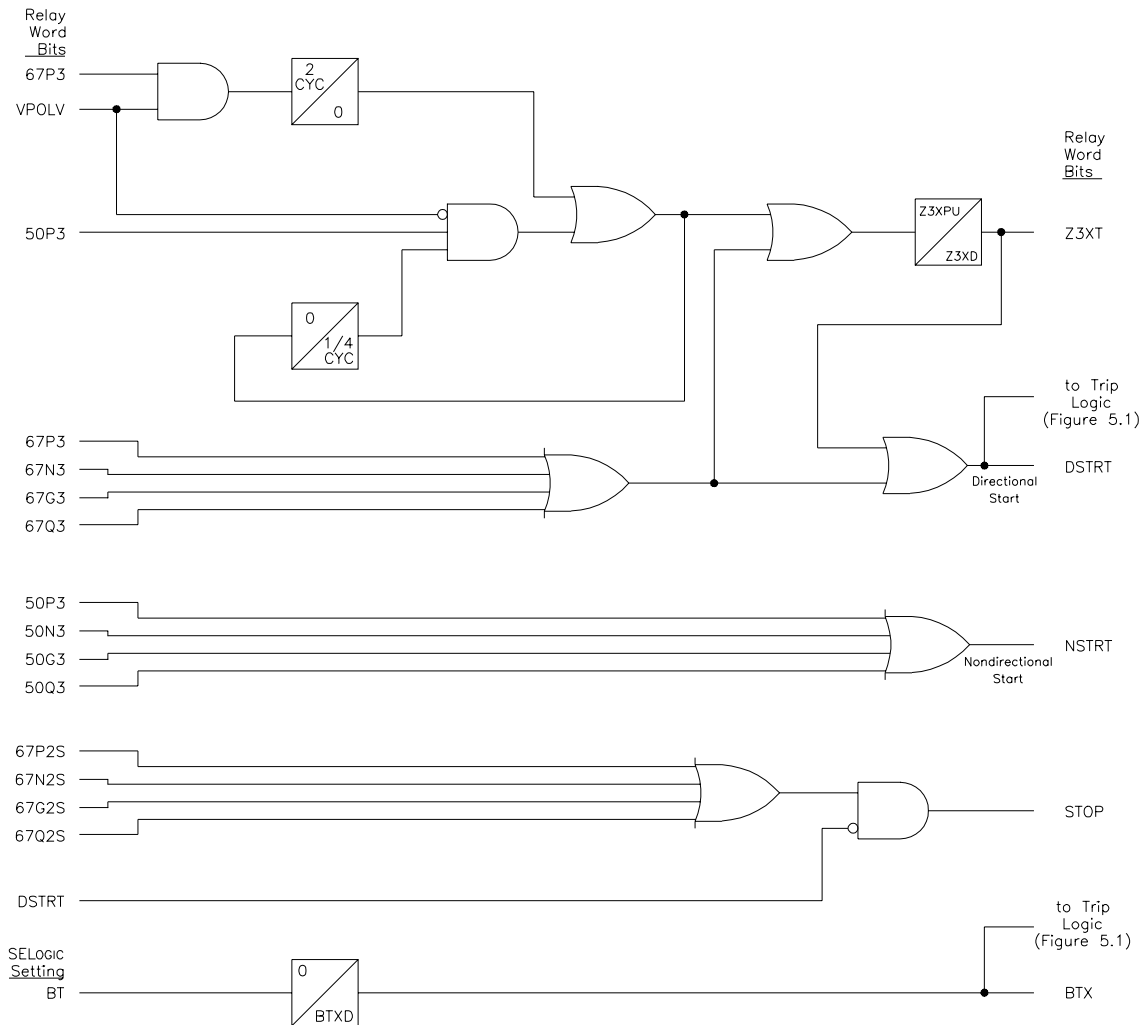 Relay
Word
Bits
67P3
VPOLV
2
CYC
0
Relay
Word
Bits
50P3
Z3XPU
Z3XD
Z3XT
0
1/4
CYC
to Trip
Logic
(Figure 5.1)
67P3
67N3
67G3
67Q3
DSTRT
Directional
Start
50P3
50N3
50G3
50Q3
NSTRT
Nondirectional
Start
67P2S
67N2S
67G2S
67Q2S
STOP
DSTRT
to Trip
Logic
(Figure 5.1)
SELOGIC
Setting
BT
0
BTXD
BTX